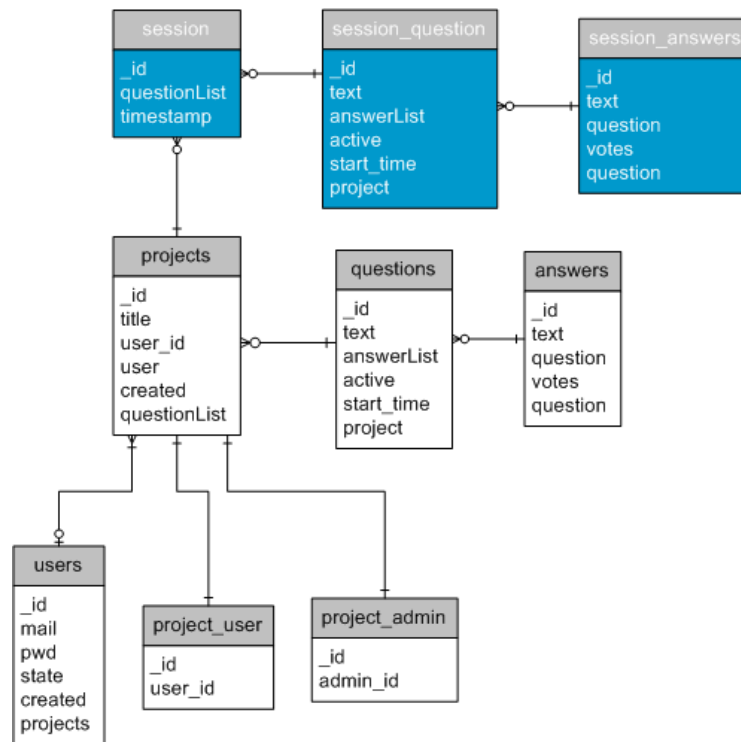 session
_id
questionList
timestamp
session_question
_id
text
answerList
active
start_time
project
session_answers
_id
text
question
votes
question
projects
_id
title
user_id
user
created
questionList
questions
_id
text
answerList
active
start_time
project
answers
_id
text
question
votes
question
users
_id
mail
pwd
state
created
projects
project_user
_id
user_id
project_admin
_id
admin_id